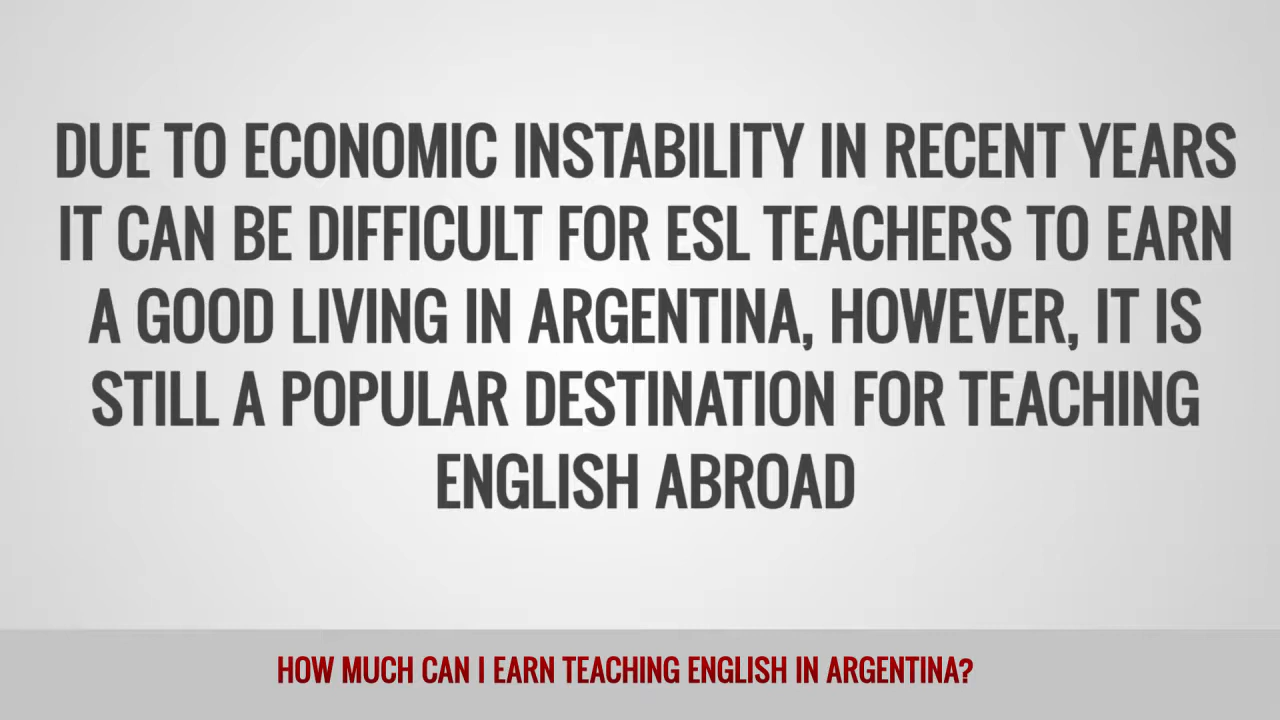 DUE TO ECONOMIC INSTABILITY IN RECENT YEARS
IT CAN BE DIFFICULT FOR ESL TEACHERS TO EARN
A GOOD LIVING IN ARGENTINA, HOWEVER, IT IS
STILL A POPULAR DESTINATION FOR TEACHING
ENGLISH ABROAD
HOW MUCH CAN I EARN TEACHING ENGLISH IN ARGENTINA?